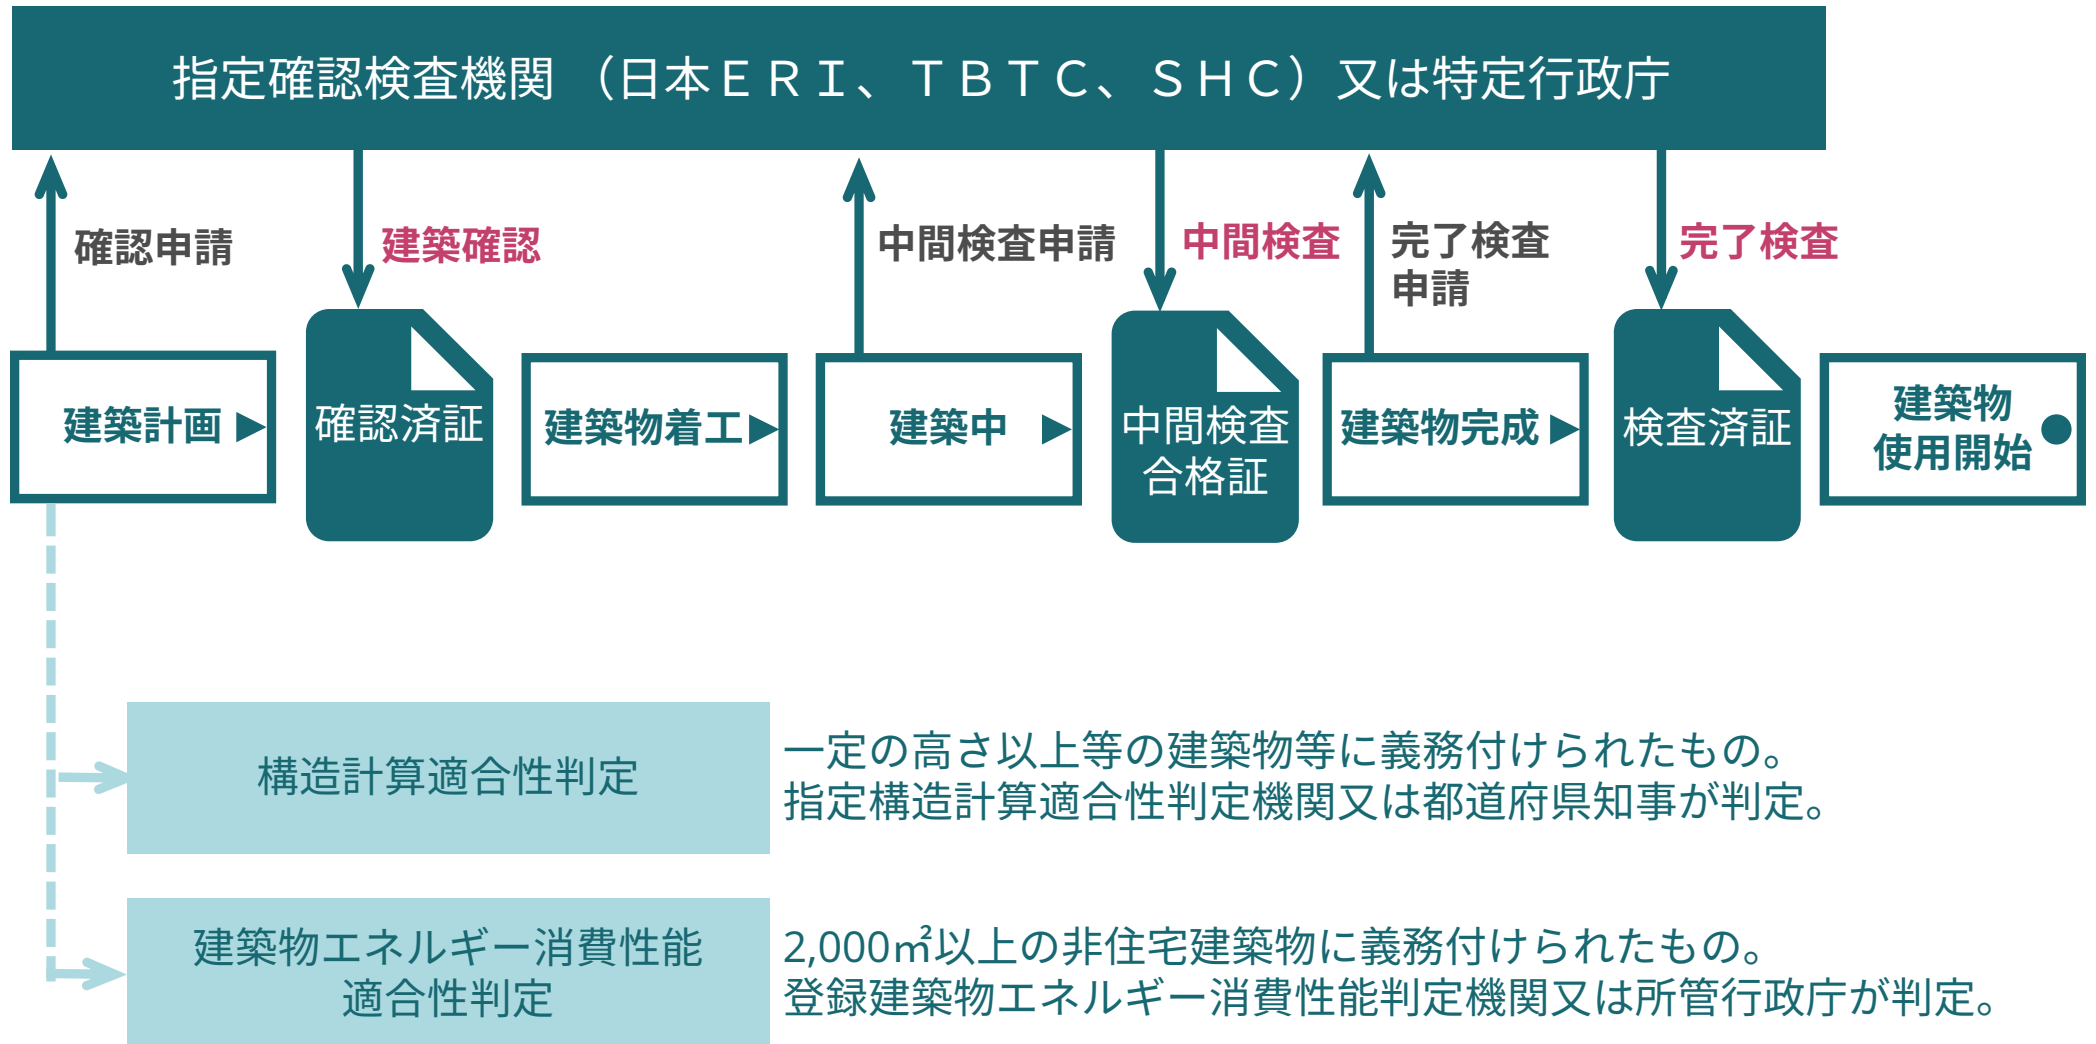 指定確認検査機関 （日本ＥＲＩ、ＴＢＴＣ、ＳＨＣ）又は特定行政庁
確認申請
建築確認
中間検査申請
中間検査
完了検査
申請
完了検査
建築計画
確認済証
建築物着工
建築中
中間検査
合格証
建築物完成
検査済証
建築物
使用開始
構造計算適合性判定
一定の高さ以上等の建築物等に義務付けられたもの。
指定構造計算適合性判定機関又は都道府県知事が判定。
建築物エネルギー消費性能
適合性判定
2,000㎡以上の非住宅建築物に義務付けられたもの。
登録建築物エネルギー消費性能判定機関又は所管行政庁が判定。